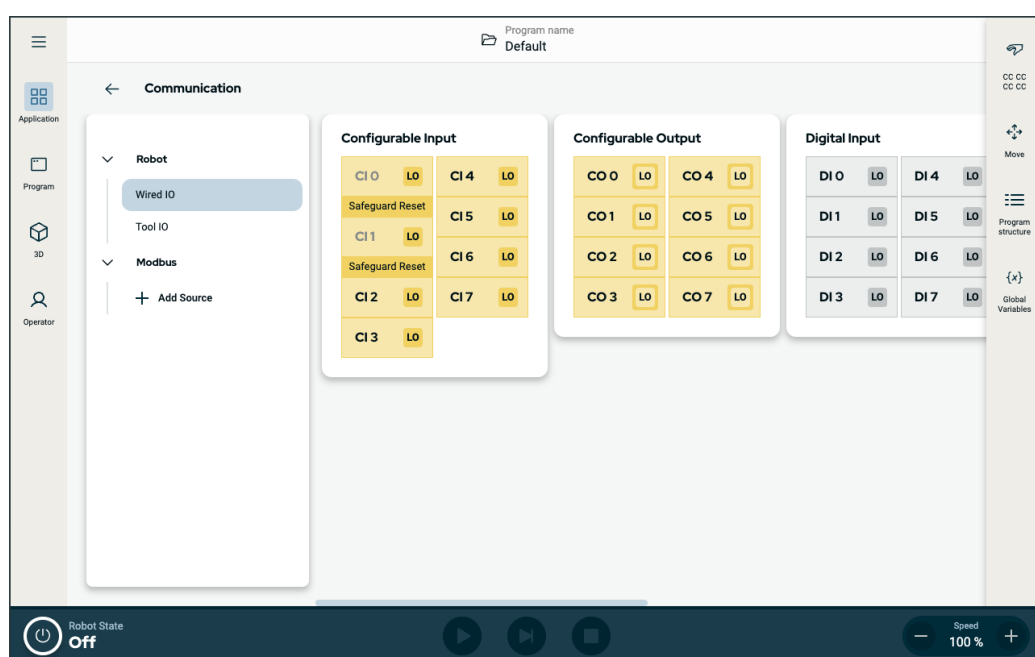 Program name
Default
Application
Program
3D
Operator
Communication
Robot
Wired IO
Tool IO
Modbus
Add Source
Configurable Input
CI 0 LO CI 4 LO
Safeguard Reset
CI 5 LO
CI 1 LO
CI 6 LO
Safeguard Reset
CI 2 LO CI 7 LO
CI 3 LO
Configurable Output
CO 0 LO CO 4 LO
CO 1 LO CO 5 LO
CO 2 LO CO 6 LO
CO 3 LO CO 7 LO
Digital Input
DI 0 LO DI 4 LO
DI 1 LO DI 5 LO
DI 2 LO DI 6 LO
DI 3 LO DI 7 LO
CC CC
CC CC
Move
Program
structure
{x}
Global
Variables
Robot State
Off
Speed
100 %